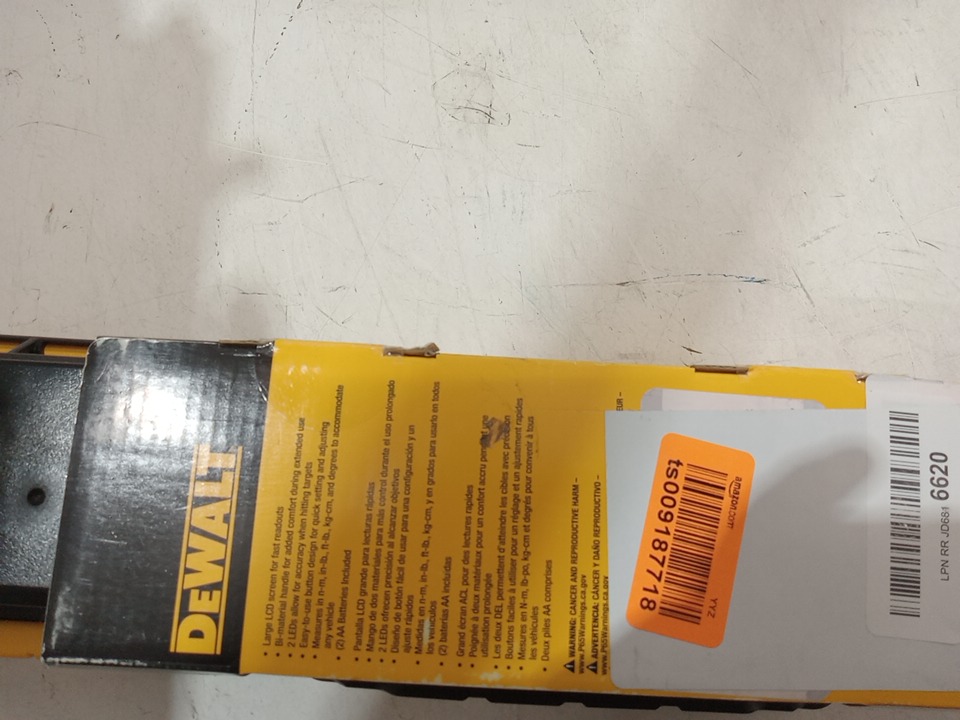 DEWALT
• Large LCD screen for fast readouts
• Bi-material handle for added comfort during extended use
• 2 LEDs allow for accuracy when hitting targets
• Easy-to-use button design for quick setting and adjusting
• Measures in n-m, in-lb, ft-lb, kg-cm, and degrees to accommodate
any vehicle
• (2) AA Batteries Included
• Pantalla LCD grande para lecturas rápidas
• Mango de dos materiales para más control durante el uso prolongado
• 2 LEDs ofrecen precisión al alcanzar objetivos
• Diseño de botón fácil de usar para una configuración y un
ajuste rápidos
• Medidas en n-m, in-lb, ft-lb, kg-cm, y en grados para usarlo en todos
los vehículos
• (2) baterías AA incluidas
• Grand écran ACL pour des lectures rapides
• Poignée à deux matériaux pour un confort accru pendant une
utilisation prolongée
• Les deux DEL permettent d'atteindre les cibles avec précision
• Boutons faciles à utiliser pour un réglage et un ajustement rapides
• Mesures en N-m, lb-po, kg-cm et degrés pour convenir à tous
les véhicules
• Deux piles AA comprises
WARNING: CANCER AND REPRODUCTIVE HARM –
www.P65Warnings.ca.gov
ADVERTENCIA: CÁNCER Y DAÑO REPRODUCTIVO –
www.P65Warnings.ca.gov
EUR –
ts00991877718
amazon.com
YYZ
LPN RR JD681 6620